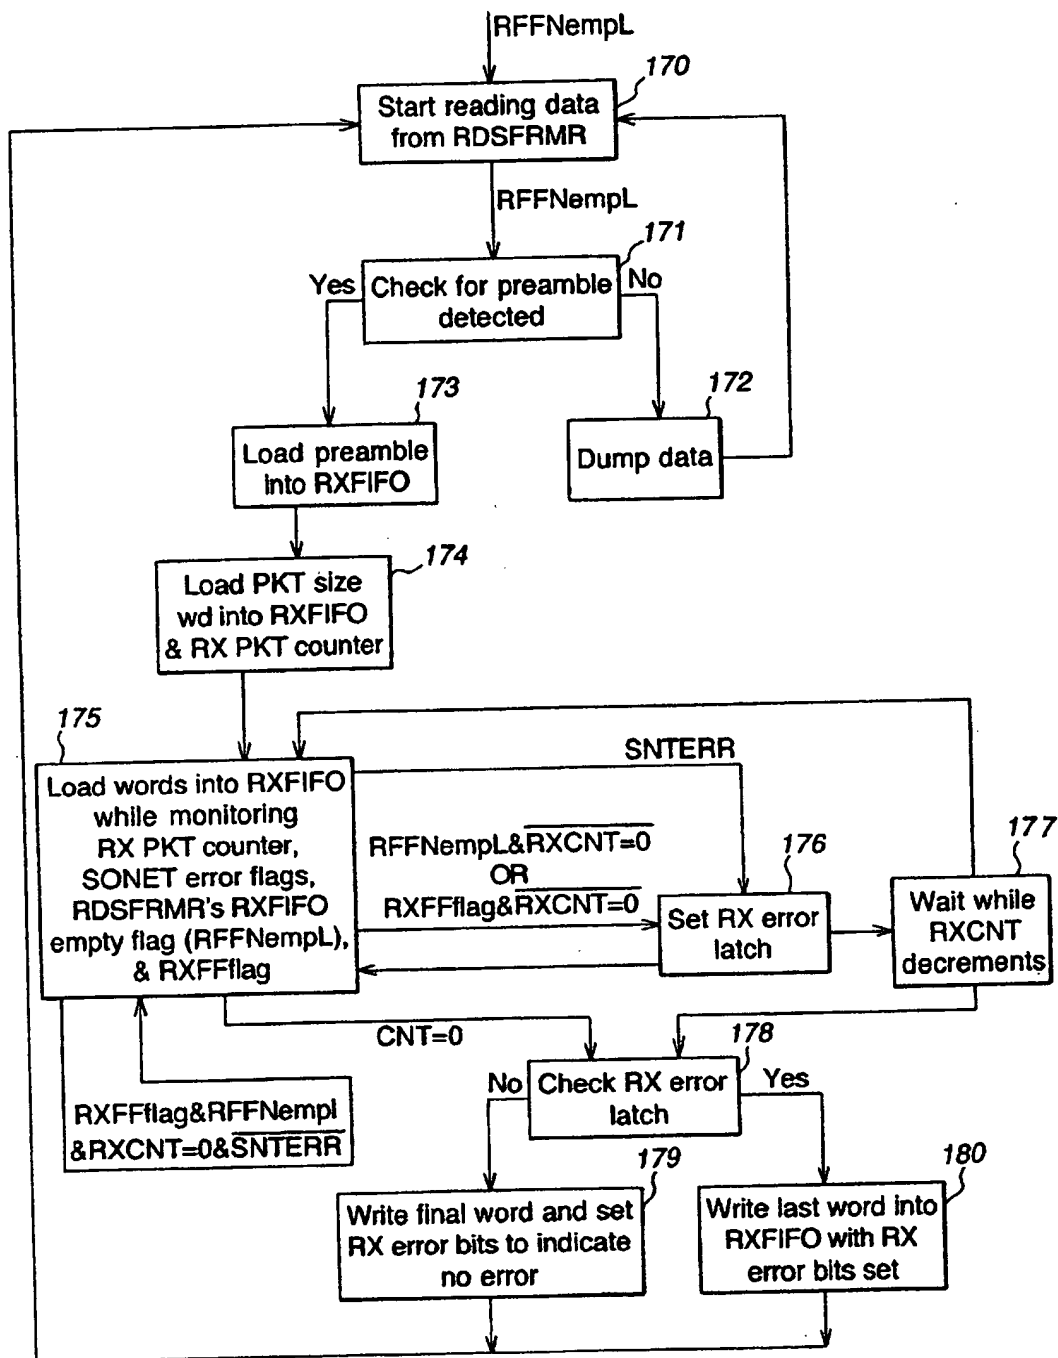 RFFNempL
170
Start reading data
from RDSFRMR
RFFNempL
171
Yes
Check for preamble
detected
No
173
Load preamble
into RXFIFO
172
Dump data
174
Load PKT size
wd into RXFIFO
& RX PKT counter
175
Load words into RXFIFO
while monitoring
RX PKT counter,
SONET error flags,
RDSFRMR's RXFIFO
empty flag (RFFNempL),
& RXFFflag
SNTERR
RFFNempL&RXCNT=0
OR
RXFFflag&RXCNT=0
176
Set RX error
latch
177
Wait while
RXCNT
decrements
CNT=0
RXFFflag&RFFNempl
&RXCNT=0&SNTERR
178
No
Check RX error
latch
Yes
179
Write final word and set
RX error bits to indicate
no error
180
Write last word into
RXFIFO with RX
error bits set